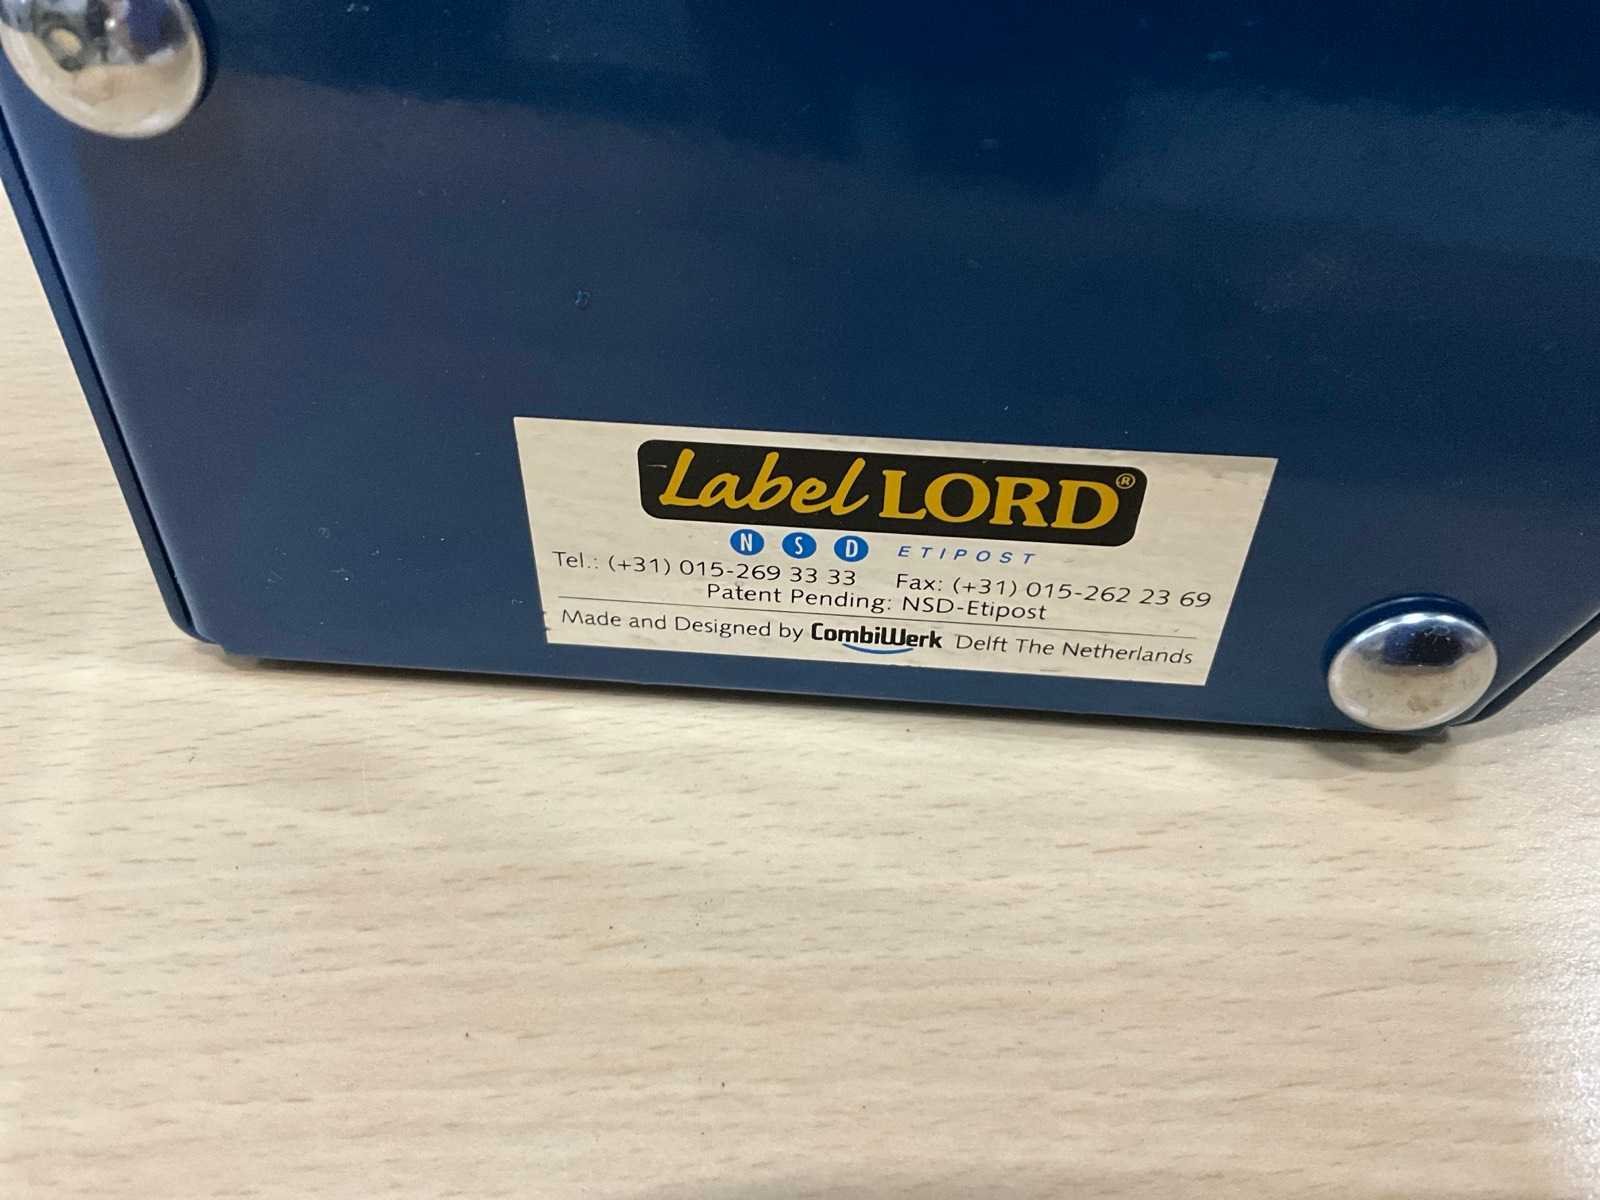 Label LORD®
N S D ETIPOST
Tel.: (+31) 015-269 33 33 Fax: (+31) 015-262 23 69
Patent Pending: NSD-Etipost
Made and Designed by CombiWerk Delft The Netherlands